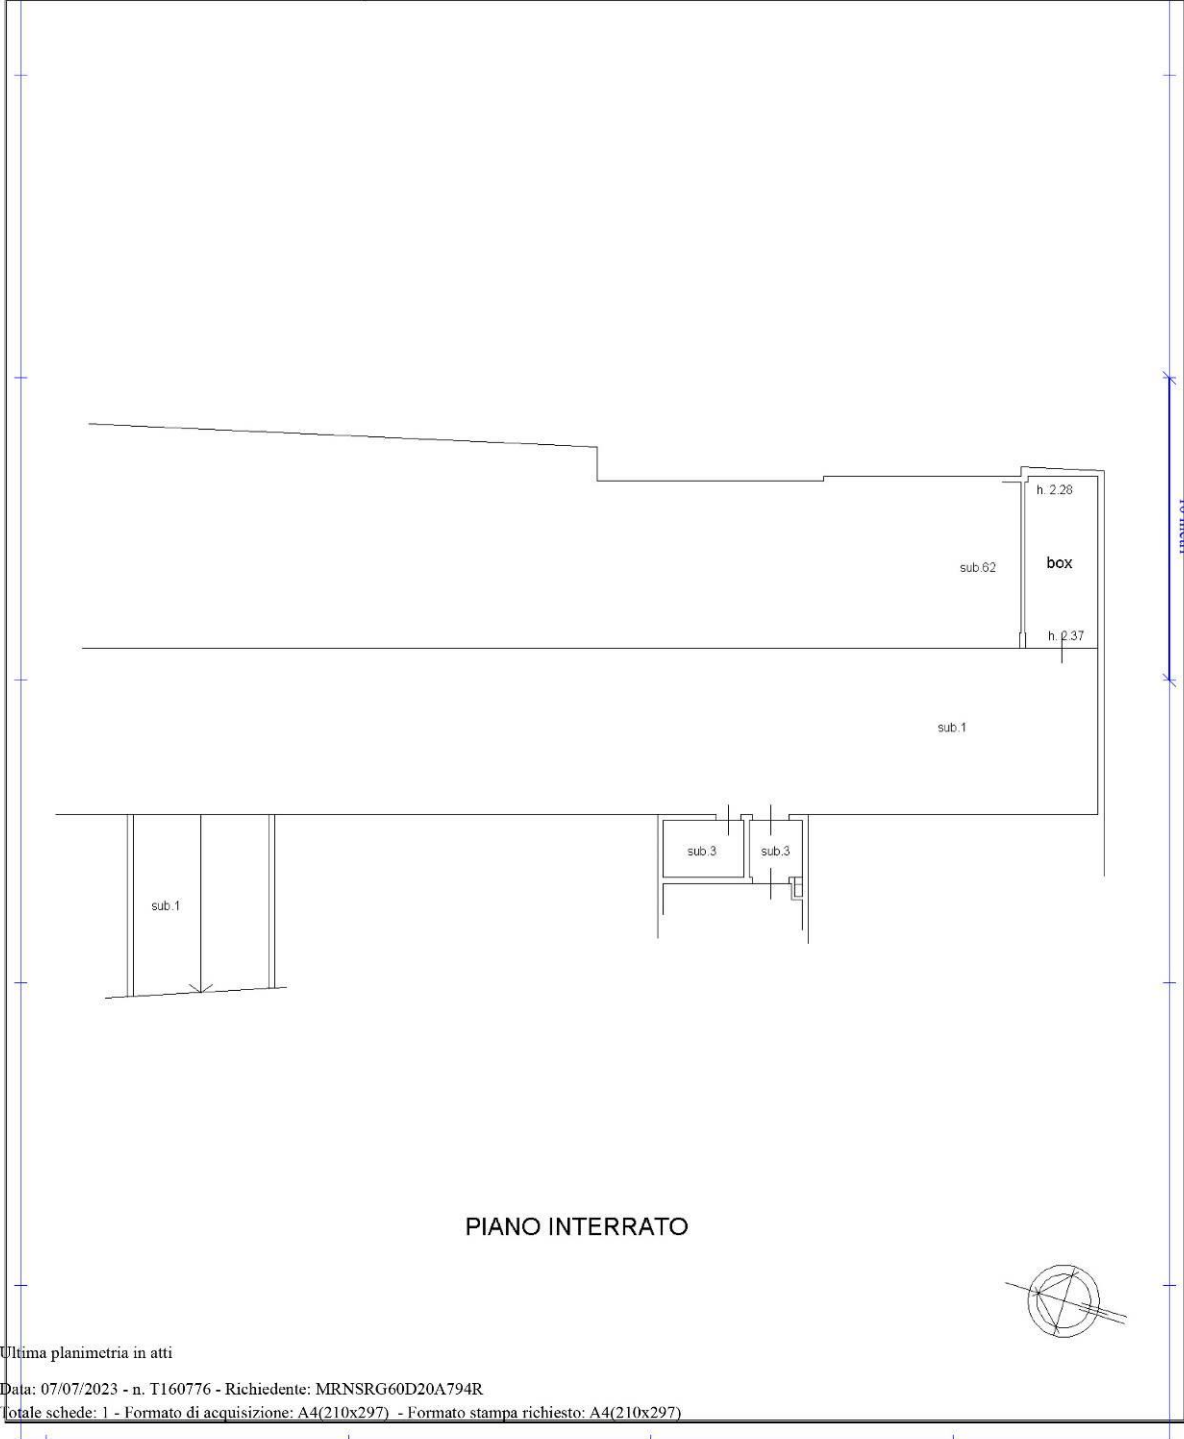 h. 2.28
10 metri
box
sub.62
h. 2.37
sub.1
sub.3
sub.3
sub.1
PIANO INTERRATO
Ultima planimetria in atti
Data: 07/07/2023 - n. T160776 - Richiedente: MRNSRG60D20A794R
Totale schede: 1 - Formato di acquisizione: A4(210x297) - Formato stampa richiesto: A4(210x297)